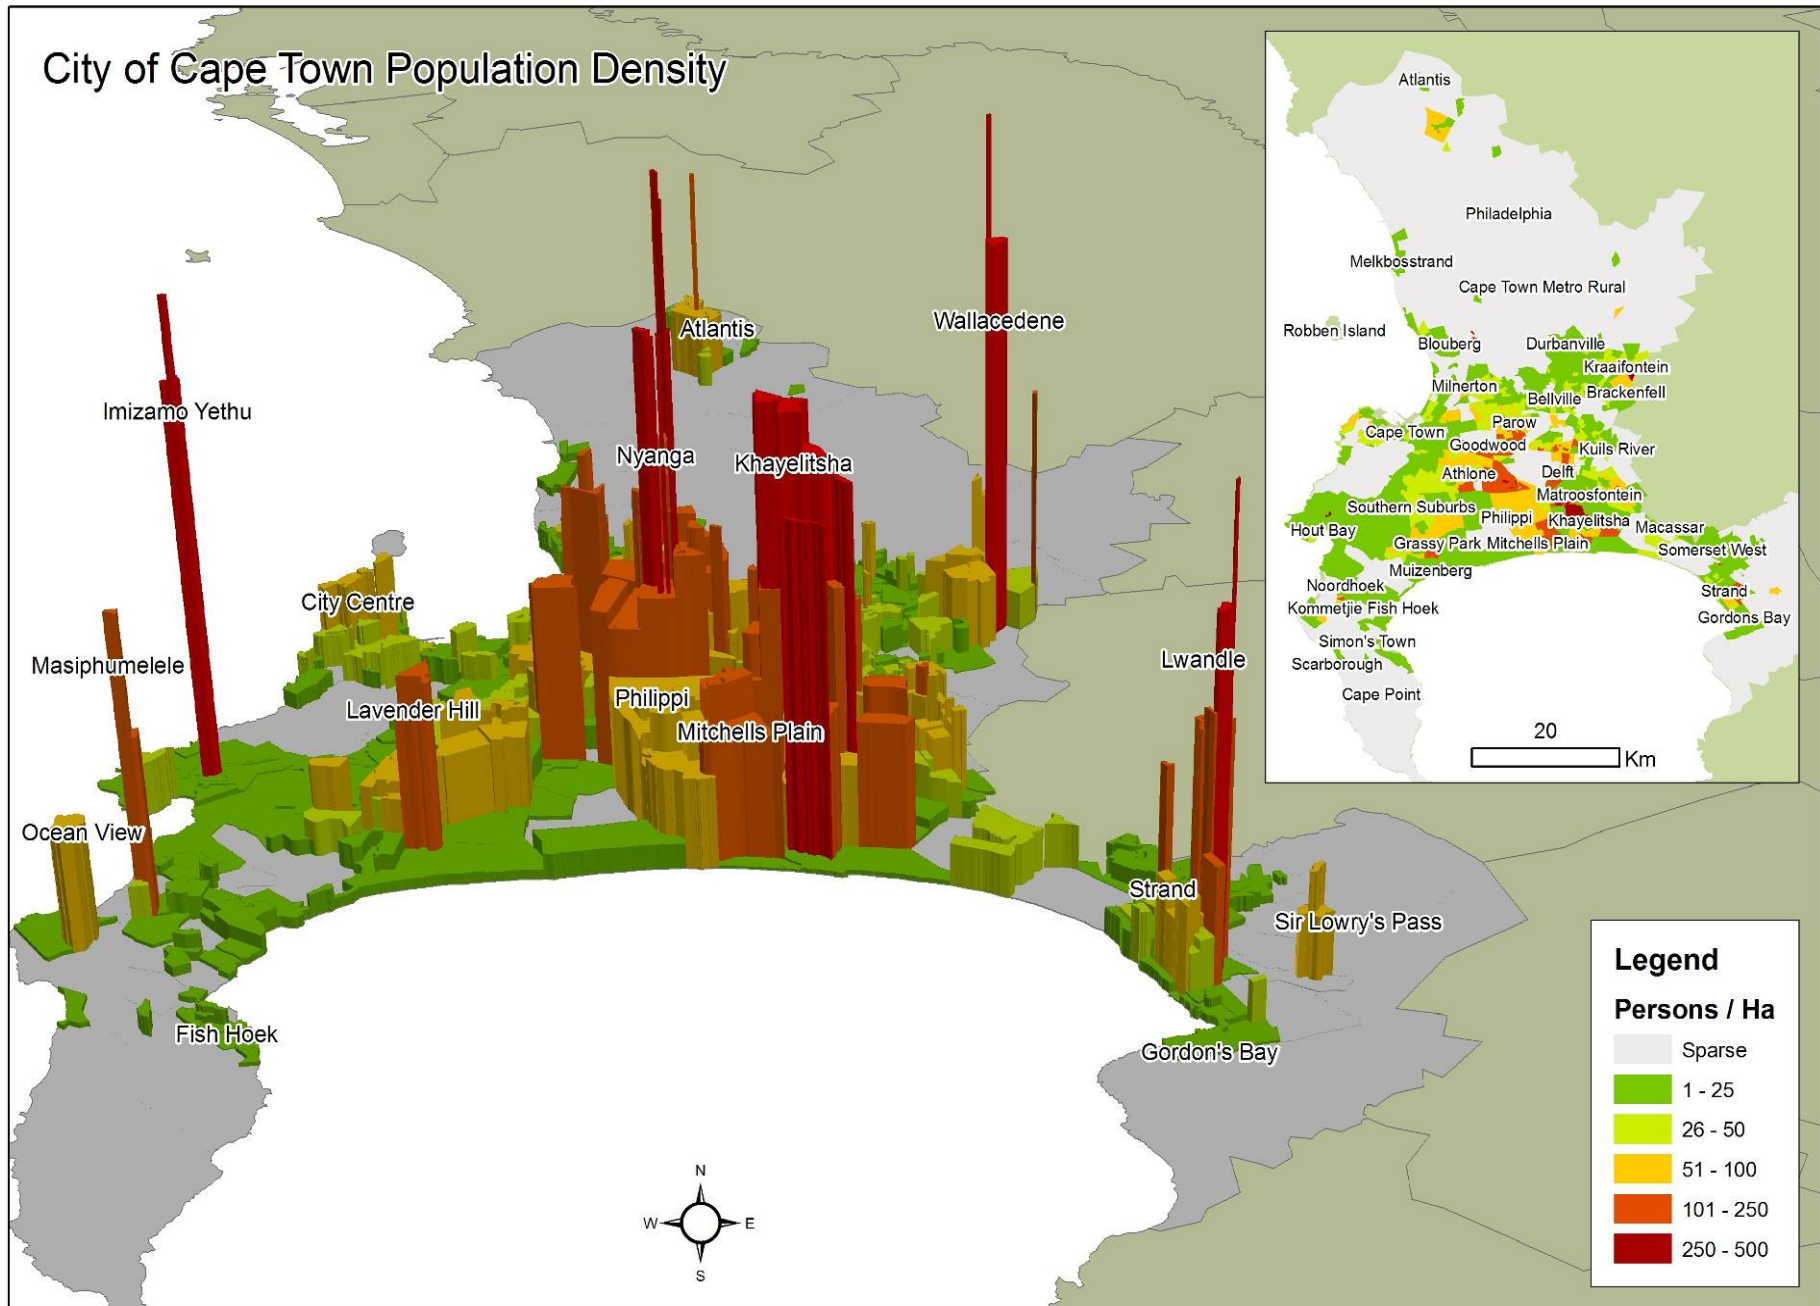 City of Cape Town Population Density
Imizamo Yethu
Atlantis
Wallacedene
Nyanga
Khayelitsha
City Centre
Masiphumelele
Lavender Hill
Philippi
Mitchells Plain
Lwandle
Ocean View
Strand
Sir Lowry's Pass
Fish Hoek
Gordon's Bay
N
W
E
S
Atlantis
Philadelphia
Melkbosstrand
Cape Town Metro Rural
Robben Island
Blouberg
Durbanville
Kraaifontein
Milnerton
Brackenfell
Bellville
Parow
Cape Town
Goodwood
Kuils River
Athlone
Delft
Matroosfontein
Southern Suburbs
Philippi
Khayelitsha
Hout Bay
Macassar
Grassy Park Mitchells Plain
Somerset West
Muizenberg
Noordhoek
Strand
Kommetjie Fish Hoek
Gordons Bay
Simon's Town
Scarborough
Cape Point
20
Km
Legend
Persons / Ha
Sparse
1 - 25
26 - 50
51 - 100
101 - 250
250 - 500